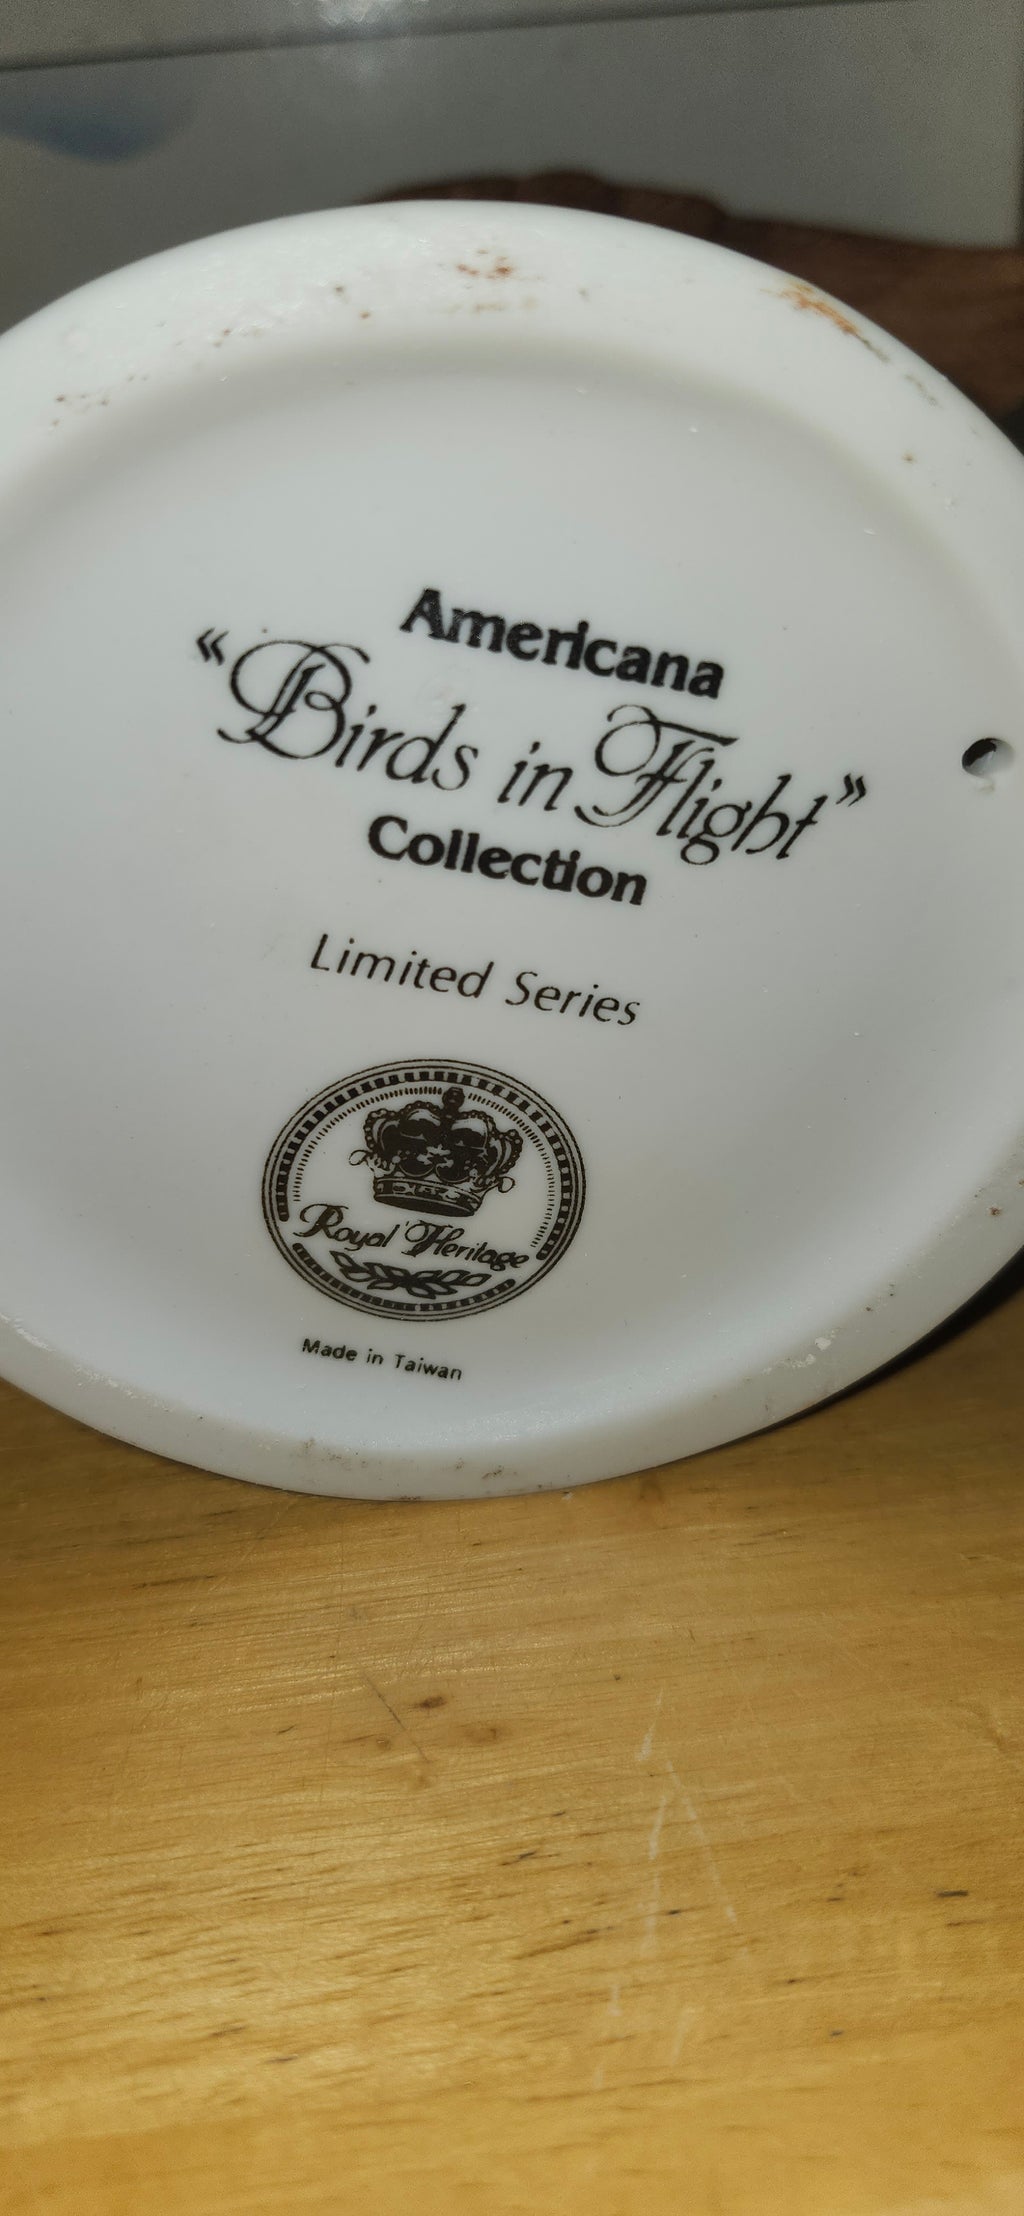 Americana
“Birds in Flight”
Collection
Limited Series
Royal Heritage
Made in Taiwan